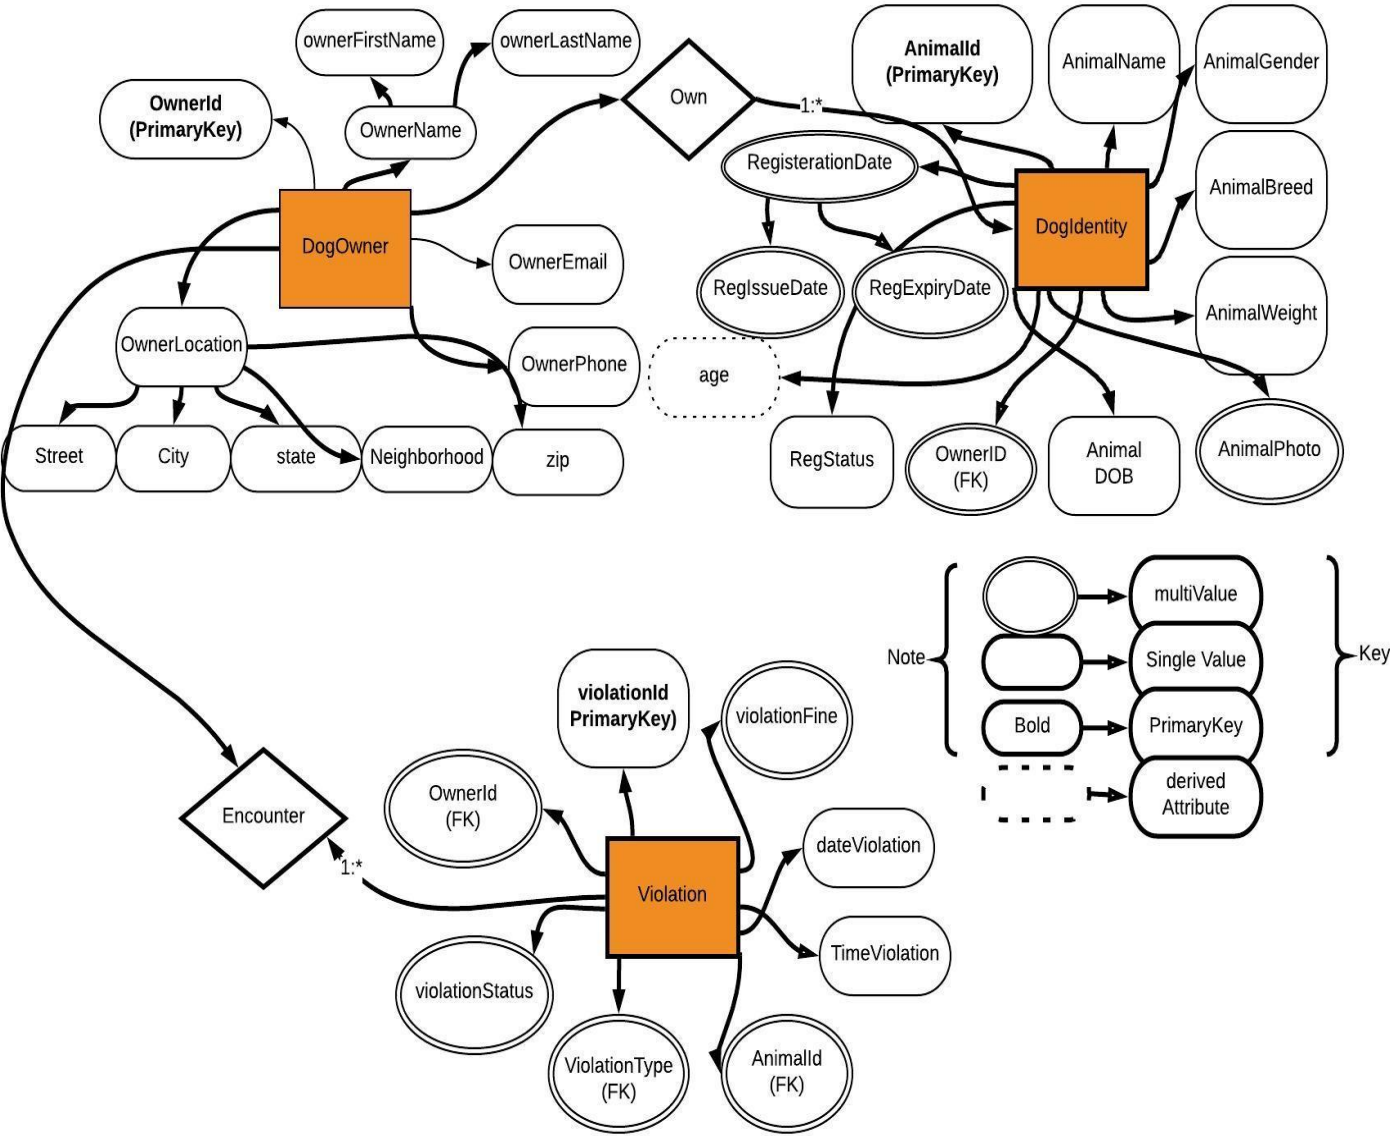 ownerFirstName
ownerLastName
OwnerId
(PrimaryKey)
OwnerName
Own
1:*
AnimalId
(PrimaryKey)
AnimalName
AnimalGender
RegisterationDate
AnimalBreed
DogOwner
OwnerEmail
DogIdentity
RegIssueDate
RegExpiryDate
AnimalWeight
OwnerLocation
OwnerPhone
age
Street
City
state
Neighborhood
zip
RegStatus
OwnerID
(FK)
Animal
DOB
AnimalPhoto
Note
multiValue
Single Value
Bold
PrimaryKey
derived
Attribute
Key
violationId
PrimaryKey)
violationFine
Encounter
1:*
OwnerId
(FK)
dateViolation
Violation
TimeViolation
violationStatus
ViolationType
(FK)
AnimalId
(FK)